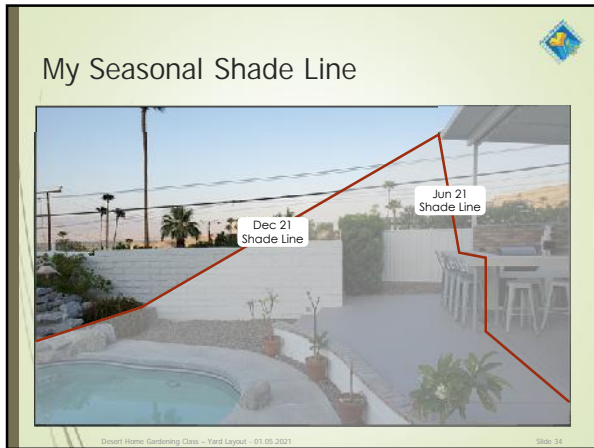 My Seasonal Shade Line
Dec 21
Shade Line
Jun 21
Shade Line
Desert Home Gardening Class – Yard Layout - 01.05.2021
Slide 34